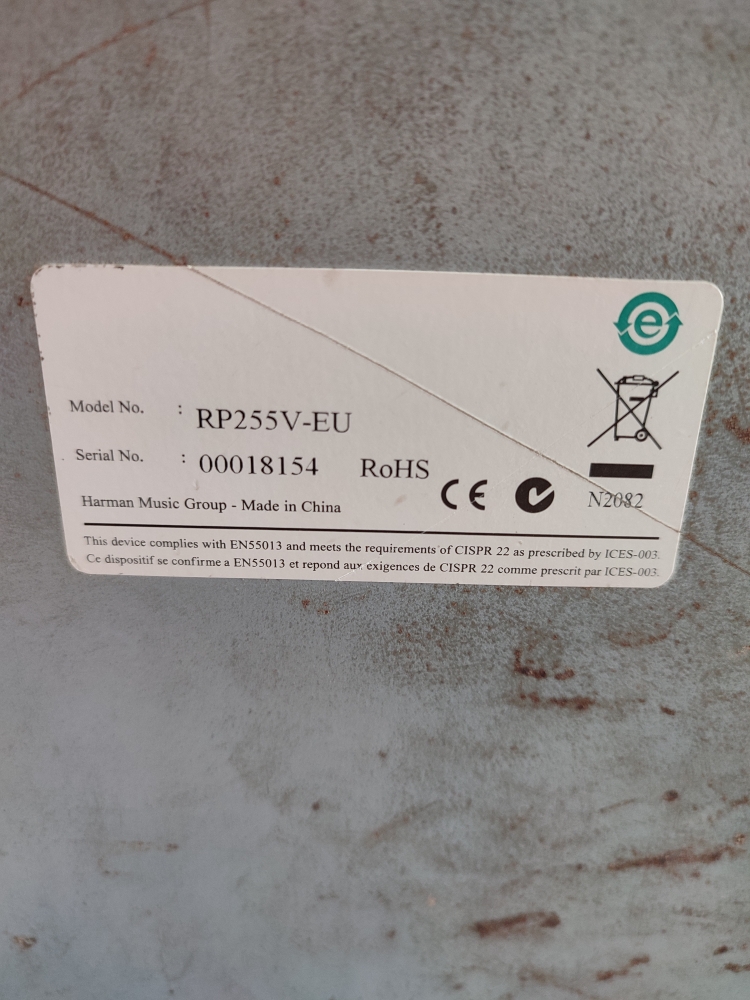 e
Model No. : RP255V-EU
Serial No. : 00018154 RoHS
CE N2082
Harman Music Group - Made in China
This device complies with EN55013 and meets the requirements of CISPR 22 as prescribed by ICES-003.
Ce dispositif se confirme a EN55013 et repond aux exigences de CISPR 22 comme prescrit par ICES-003.